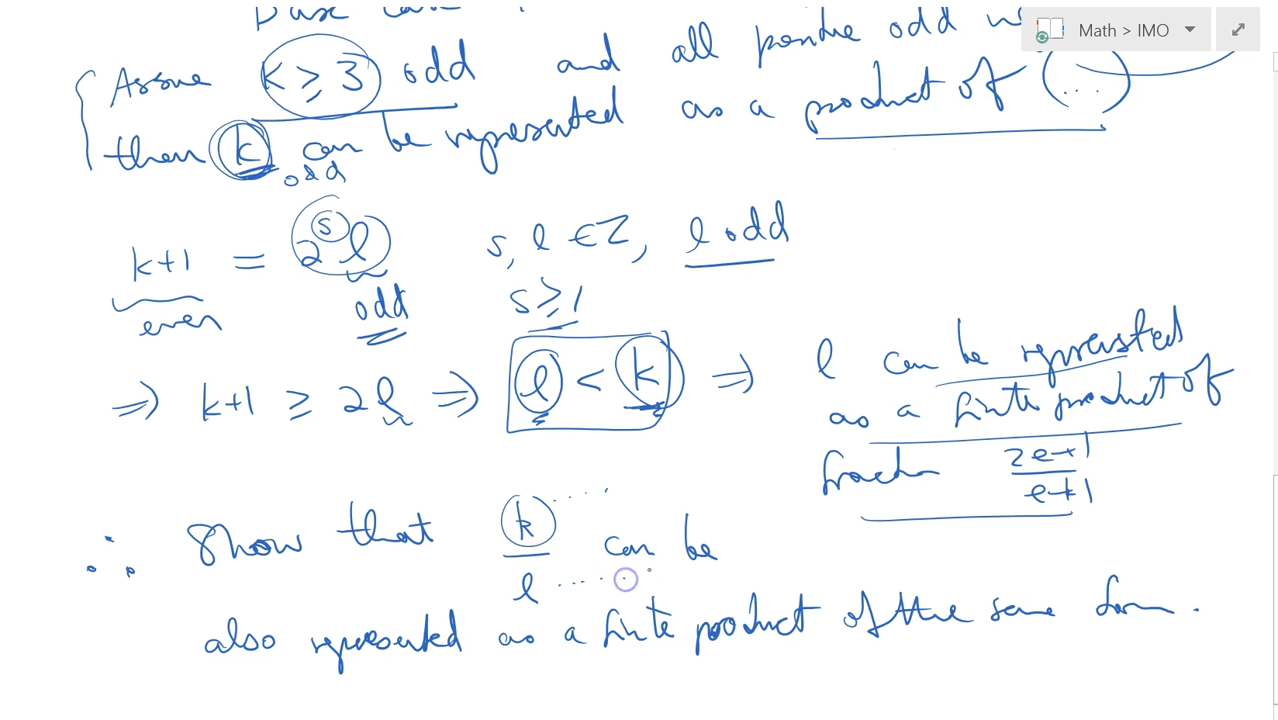 Math > IMO
Assume k ≥ 3 odd and all positive odd
then k can be represented as a product of (...)
odd
k+1 = 2^s l s, l ∈ Z, l odd
even odd s ≥ 1
⇒ k+1 ≥ 2l ⇒ l < k ⇒ l can be represented
as a finite product of
fraction 2e+1/e+1
∴ Show that k/l .... can be
also represented as a finite product of the same form.